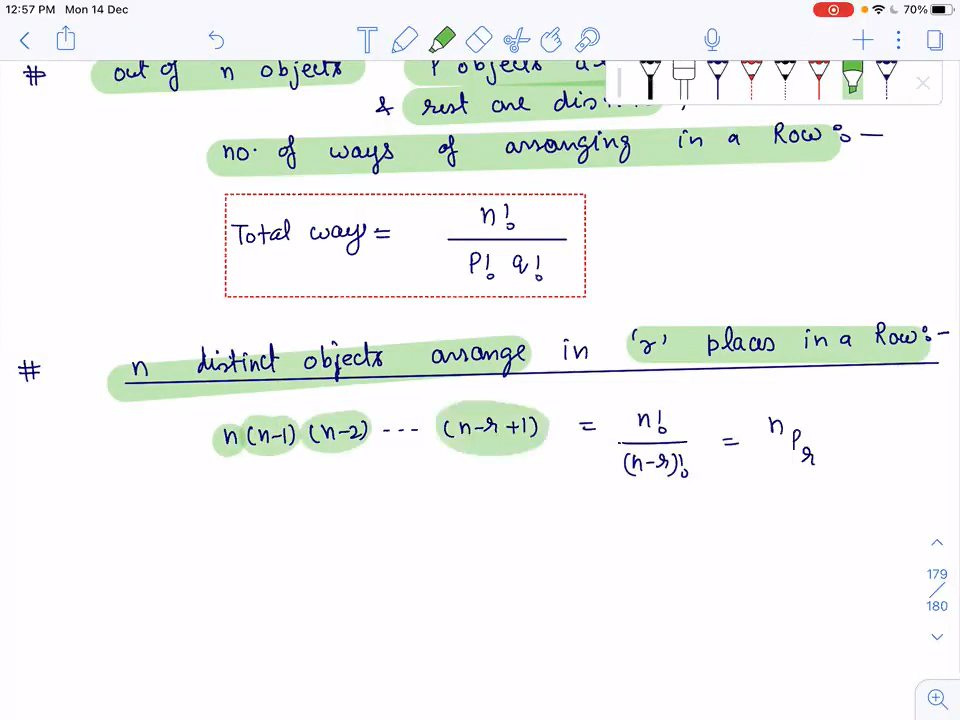 12:57 PM Mon 14 Dec 70%
# out of n objects P objects a
& rest are dis
no. of ways of arranging in a Row:-
Total way = n! / P! q!
# n distinct objects arrange in 'r' places in a Row:-
n (n-1) (n-2) --- (n-r+1) = n! / (n-r)! = nPr
179
180